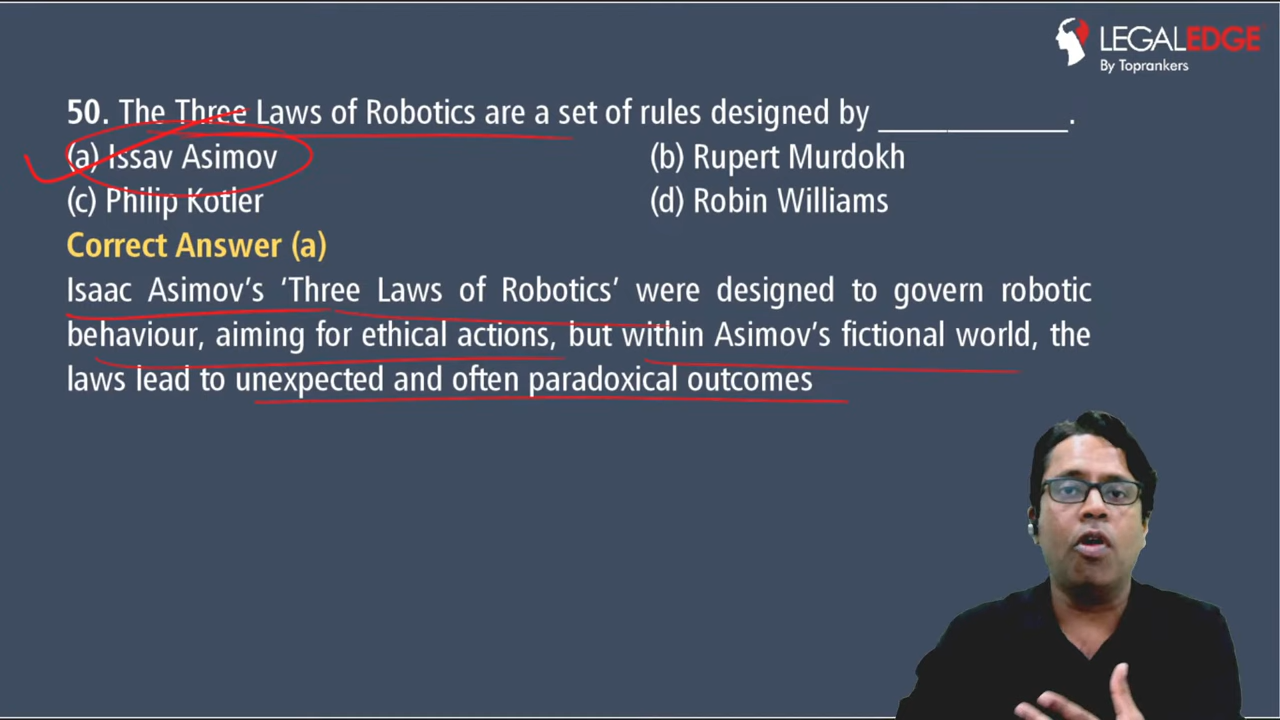 LEGALEDGE
By Toprankers
50. The Three Laws of Robotics are a set of rules designed by ____________.
(a) Issav Asimov (b) Rupert Murdokh
(c) Philip Kotler (d) Robin Williams
Correct Answer (a)
Isaac Asimov's 'Three Laws of Robotics' were designed to govern robotic
behaviour, aiming for ethical actions, but within Asimov's fictional world, the
laws lead to unexpected and often paradoxical outcomes